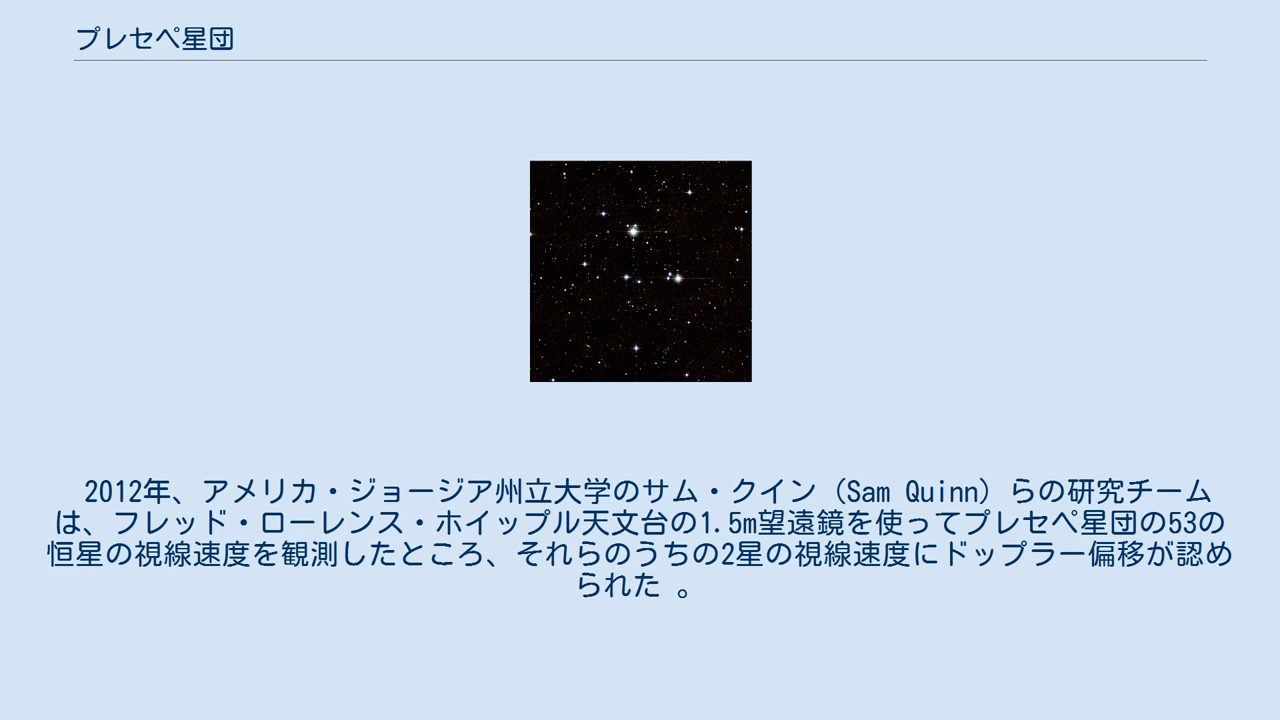 プレセペ星団
2012年、アメリカ・ジョージア州立大学のサム・クイン（Sam Quinn）らの研究チーム
は、フレッド・ローレンス・ホイップル天文台の1.5m望遠鏡を使ってプレセペ星団の53の
恒星の視線速度を観測したところ、それらのうちの2星の視線速度にドップラー偏移が認め
られた 。